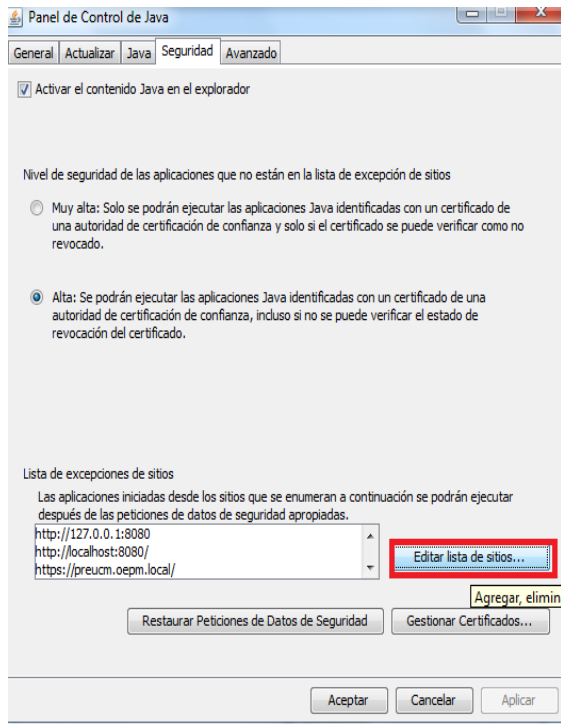 Panel de Control de Java
General Actualizar Java Seguridad Avanzado
Activar el contenido Java en el explorador
Nivel de seguridad de las aplicaciones que no están en la lista de excepción de sitios
Muy alta: Solo se podrán ejecutar las aplicaciones Java identificadas con un certificado de
una autoridad de certificación de confianza y solo si el certificado se puede verificar como no
revocado.
Alta: Se podrán ejecutar las aplicaciones Java identificadas con un certificado de una
autoridad de certificación de confianza, incluso si no se puede verificar el estado de
revocación del certificado.
Lista de excepciones de sitios
Las aplicaciones iniciadas desde los sitios que se enumeran a continuación se podrán ejecutar
después de las peticiones de datos de seguridad apropiadas.
http://127.0.0.1:8080
http://localhost:8080/
https://preucm.oepm.local/
Editar lista de sitios...
Agregar, elimin
Restaurar Peticiones de Datos de Seguridad Gestionar Certificados...
Aceptar Cancelar Aplicar